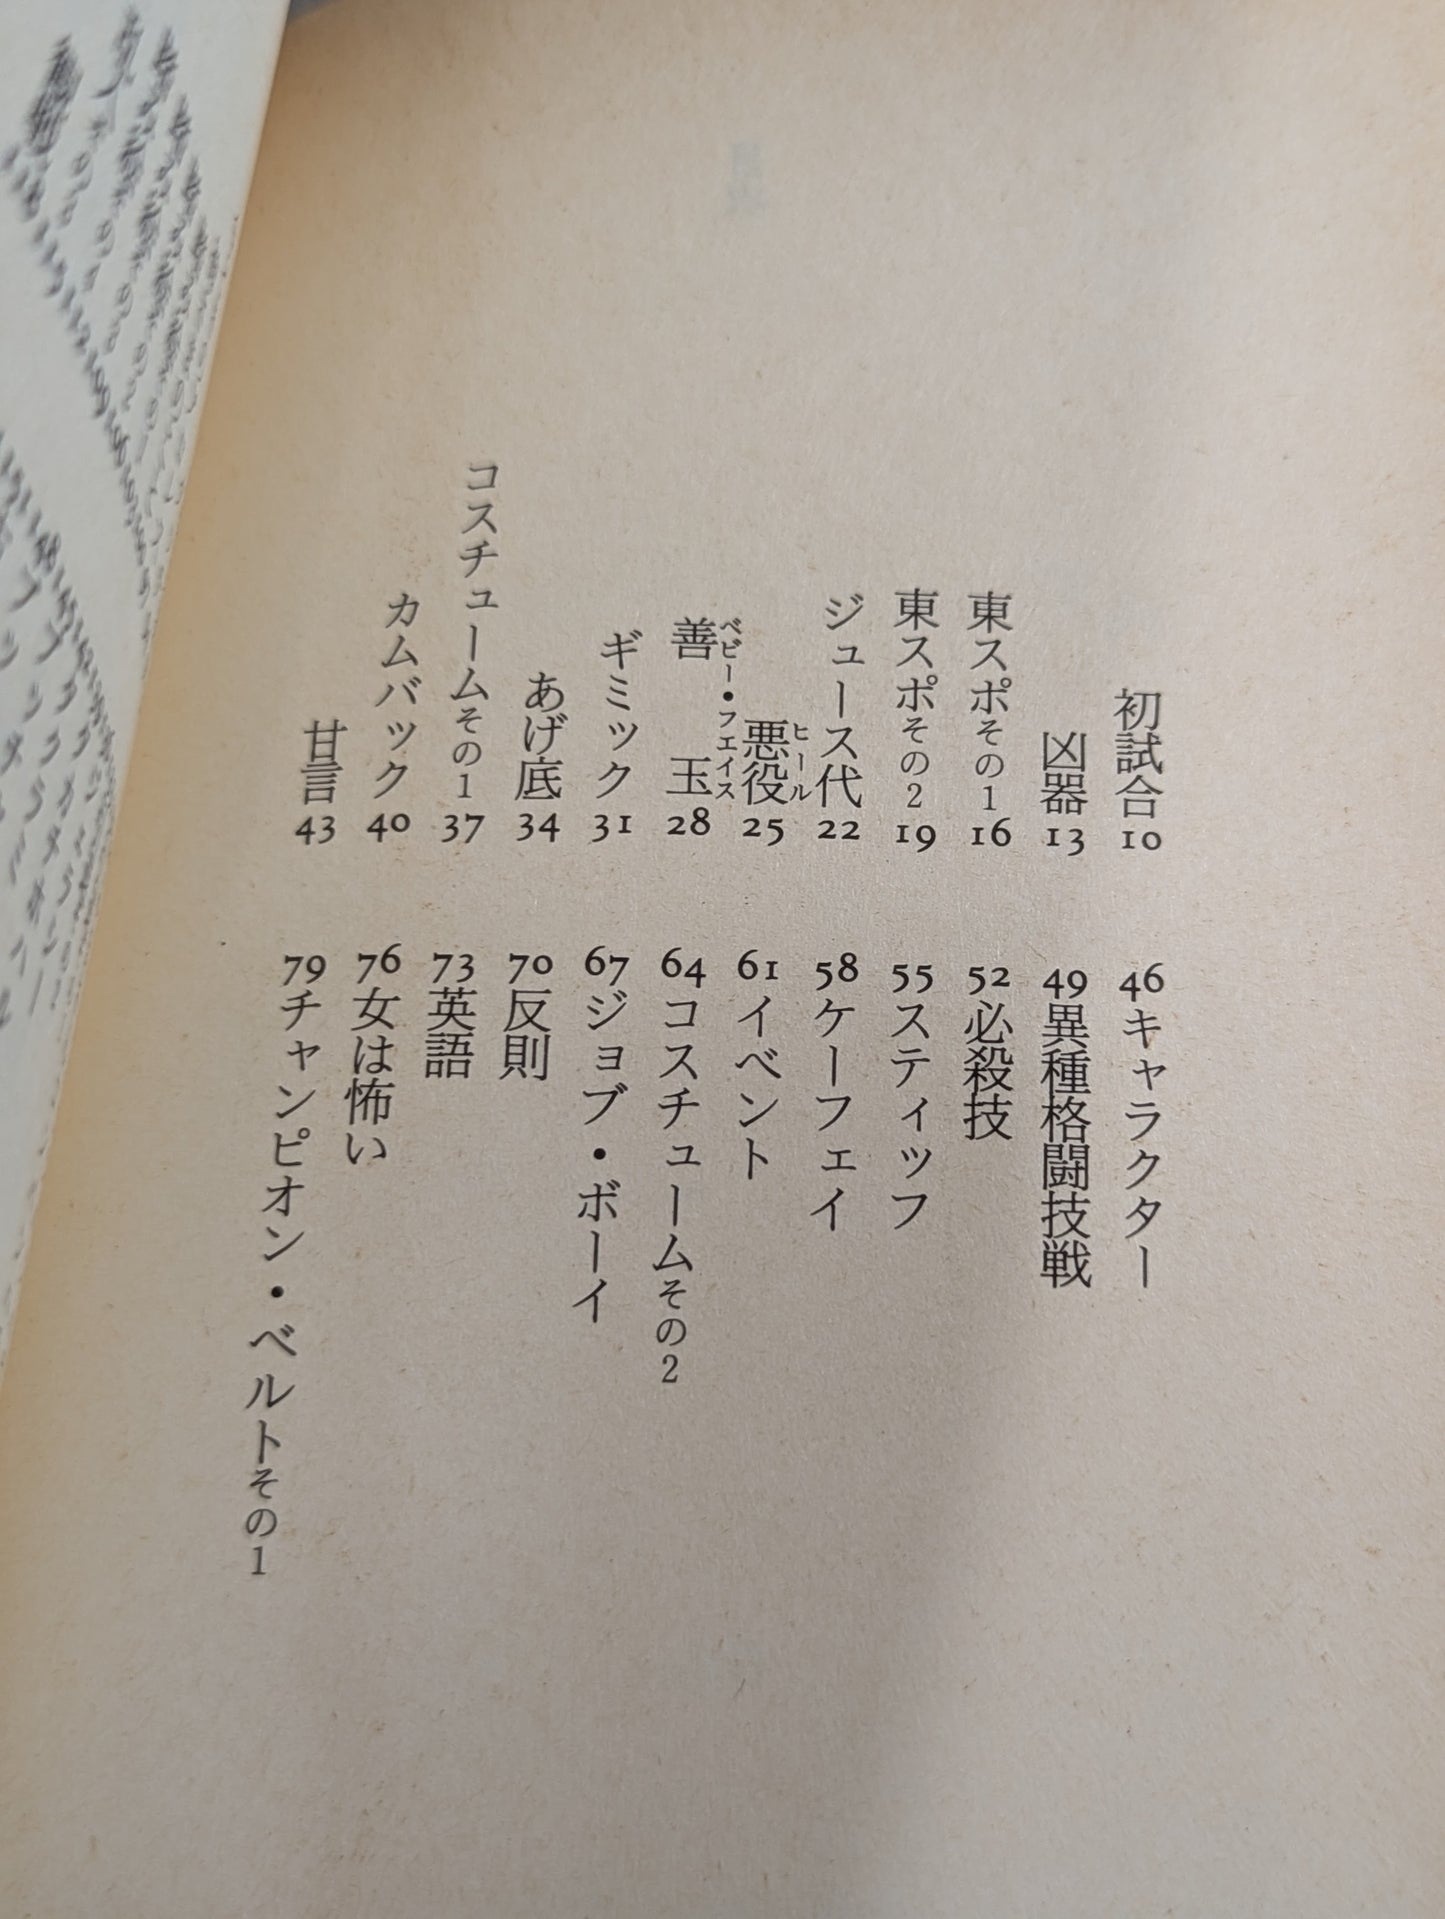 初試合 10
凶器 13
東スポその1 16
東スポその2 19
ジュース代 22
悪役 ヒール 25
善玉 ベビー・フェイス 28
ギミック 31
あげ底 34
コスチュームその1 37
カムバック 40
甘言 43
46 キャラクター
49 異種格闘技戦
52 必殺技
55 スティッフ
58 ケーフェイ
61 イベント
64 コスチュームその2
67 ジョブ・ボーイ
70 反則
73 英語
76 女は怖い
79 チャンピオン・ベルトその1